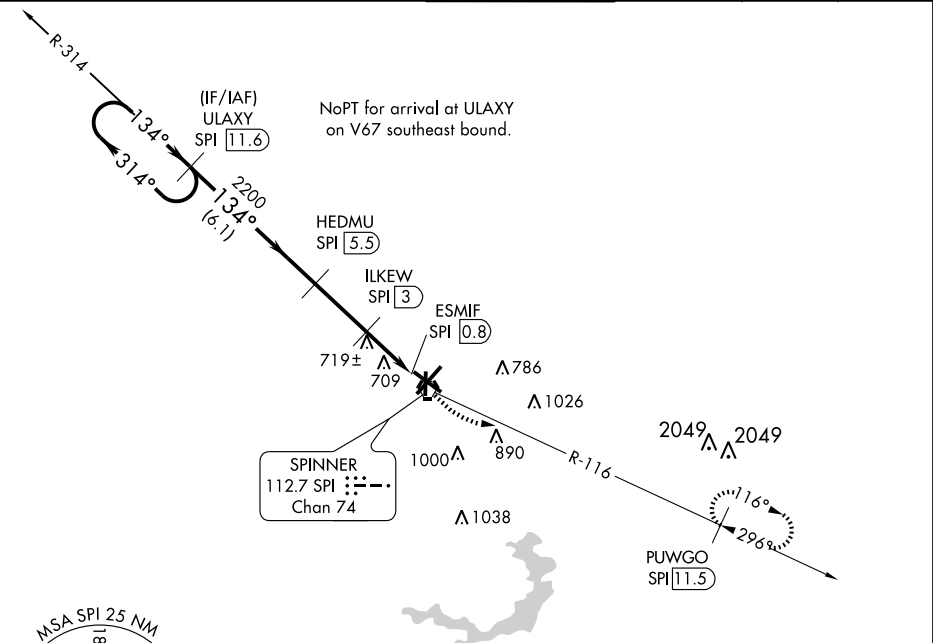 R-314
(IF/IAF)
ULAXY
SPI 11.6
NoPT for arrival at ULAXY
on V67 southeast bound.
134°
314°
2200
134°
(6.1)
HEDMU
SPI 5.5
ILKEW
SPI 3
ESMIF
SPI 0.8
719±
709
786
1026
2049
2049
890
1000
R-116
SPINNER
112.7 SPI
Chan 74
1038
116°
296°
PUWGO
SPI 11.5
MSA SPI 25 NM
18